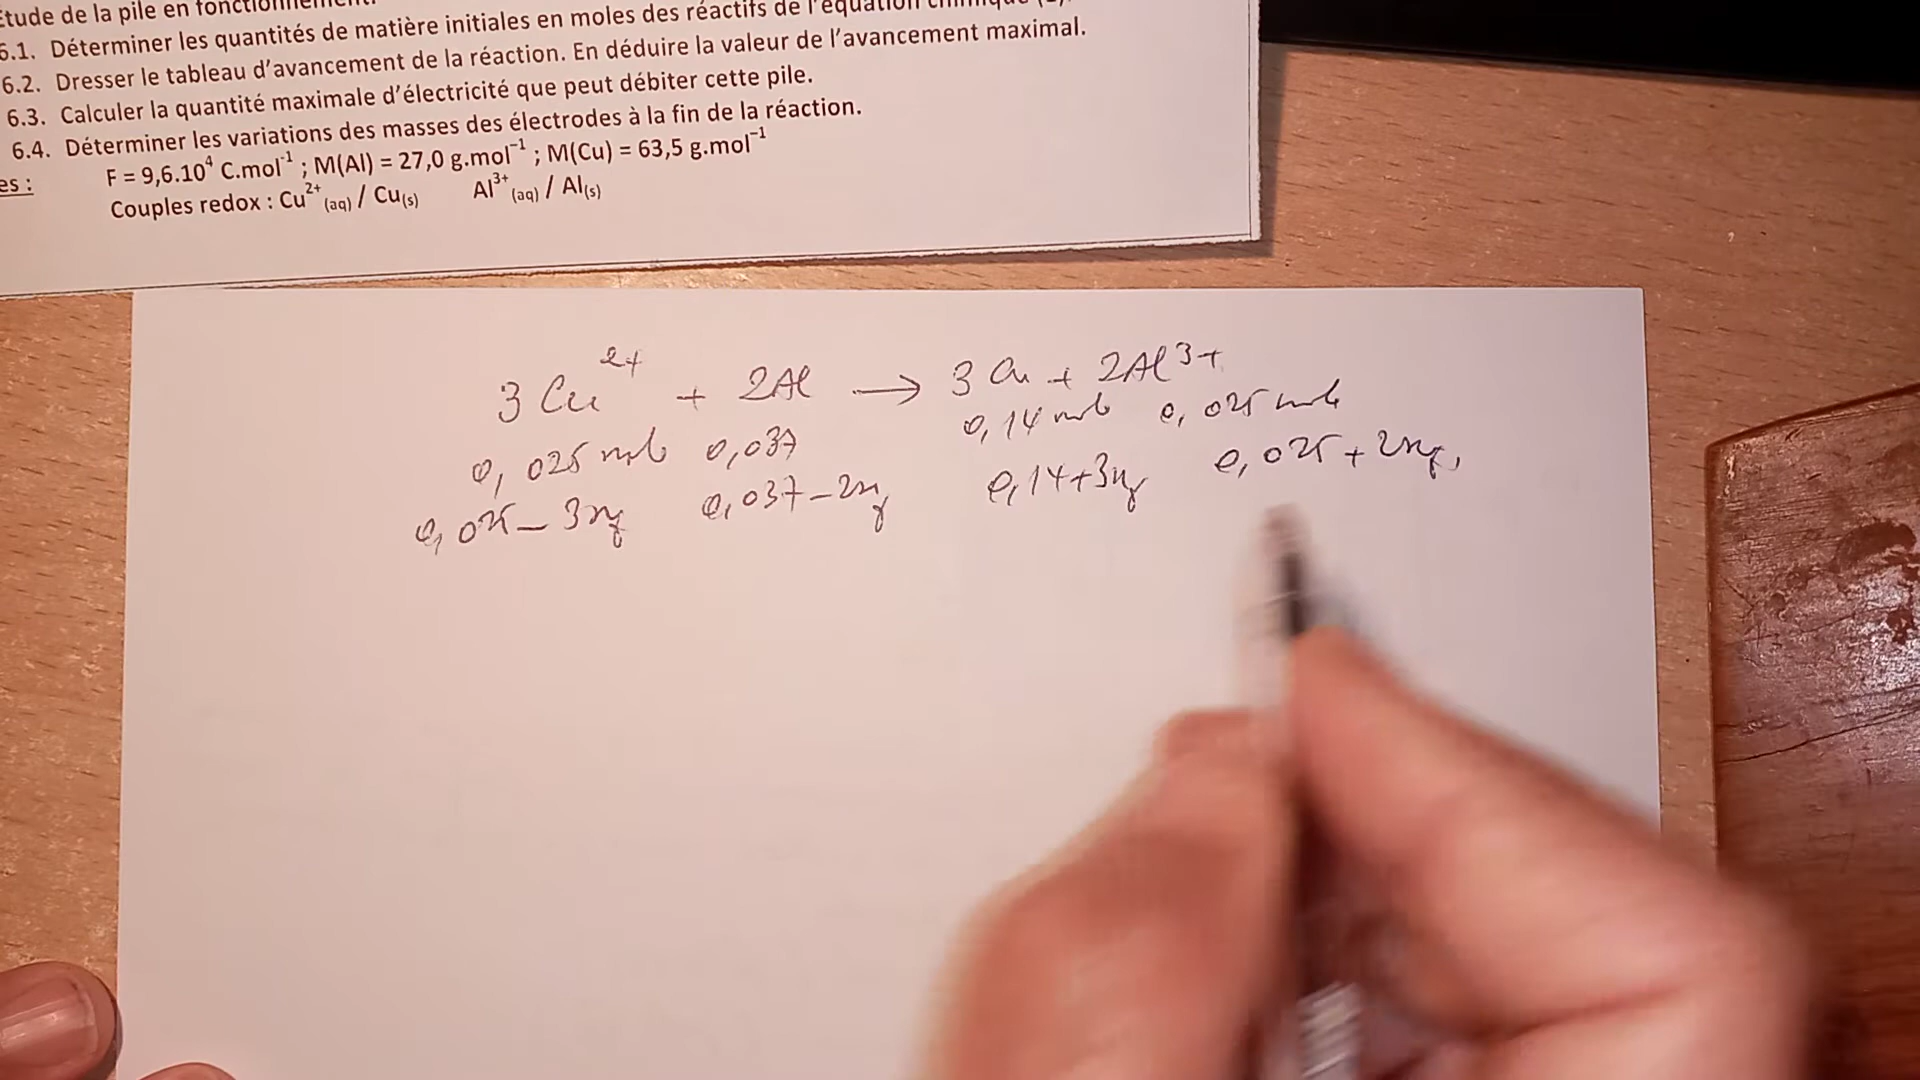 Etude de la pile en fonctionnement.
6.1. Déterminer les quantités de matière initiales en moles des réactifs de l'équation chimique
6.2. Dresser le tableau d'avancement de la réaction. En déduire la valeur de l'avancement maximal.
6.3. Calculer la quantité maximale d'électricité que peut débiter cette pile.
6.4. Déterminer les variations des masses des électrodes à la fin de la réaction.
es : F = 9,6.10⁴ C.mol⁻¹ ; M(Al) = 27,0 g.mol⁻¹ ; M(Cu) = 63,5 g.mol⁻¹
Couples redox : Cu²⁺(aq) / Cu(s) Al³⁺(aq) / Al(s)
3 Cu²⁺ + 2Al → 3 Cu + 2Al³⁺
0,025 mol 0,037 0,14 mol 0,025 mol
0,025 – 3xf 0,037 – 2xf 0,14 + 3xf 0,025 + 2xf